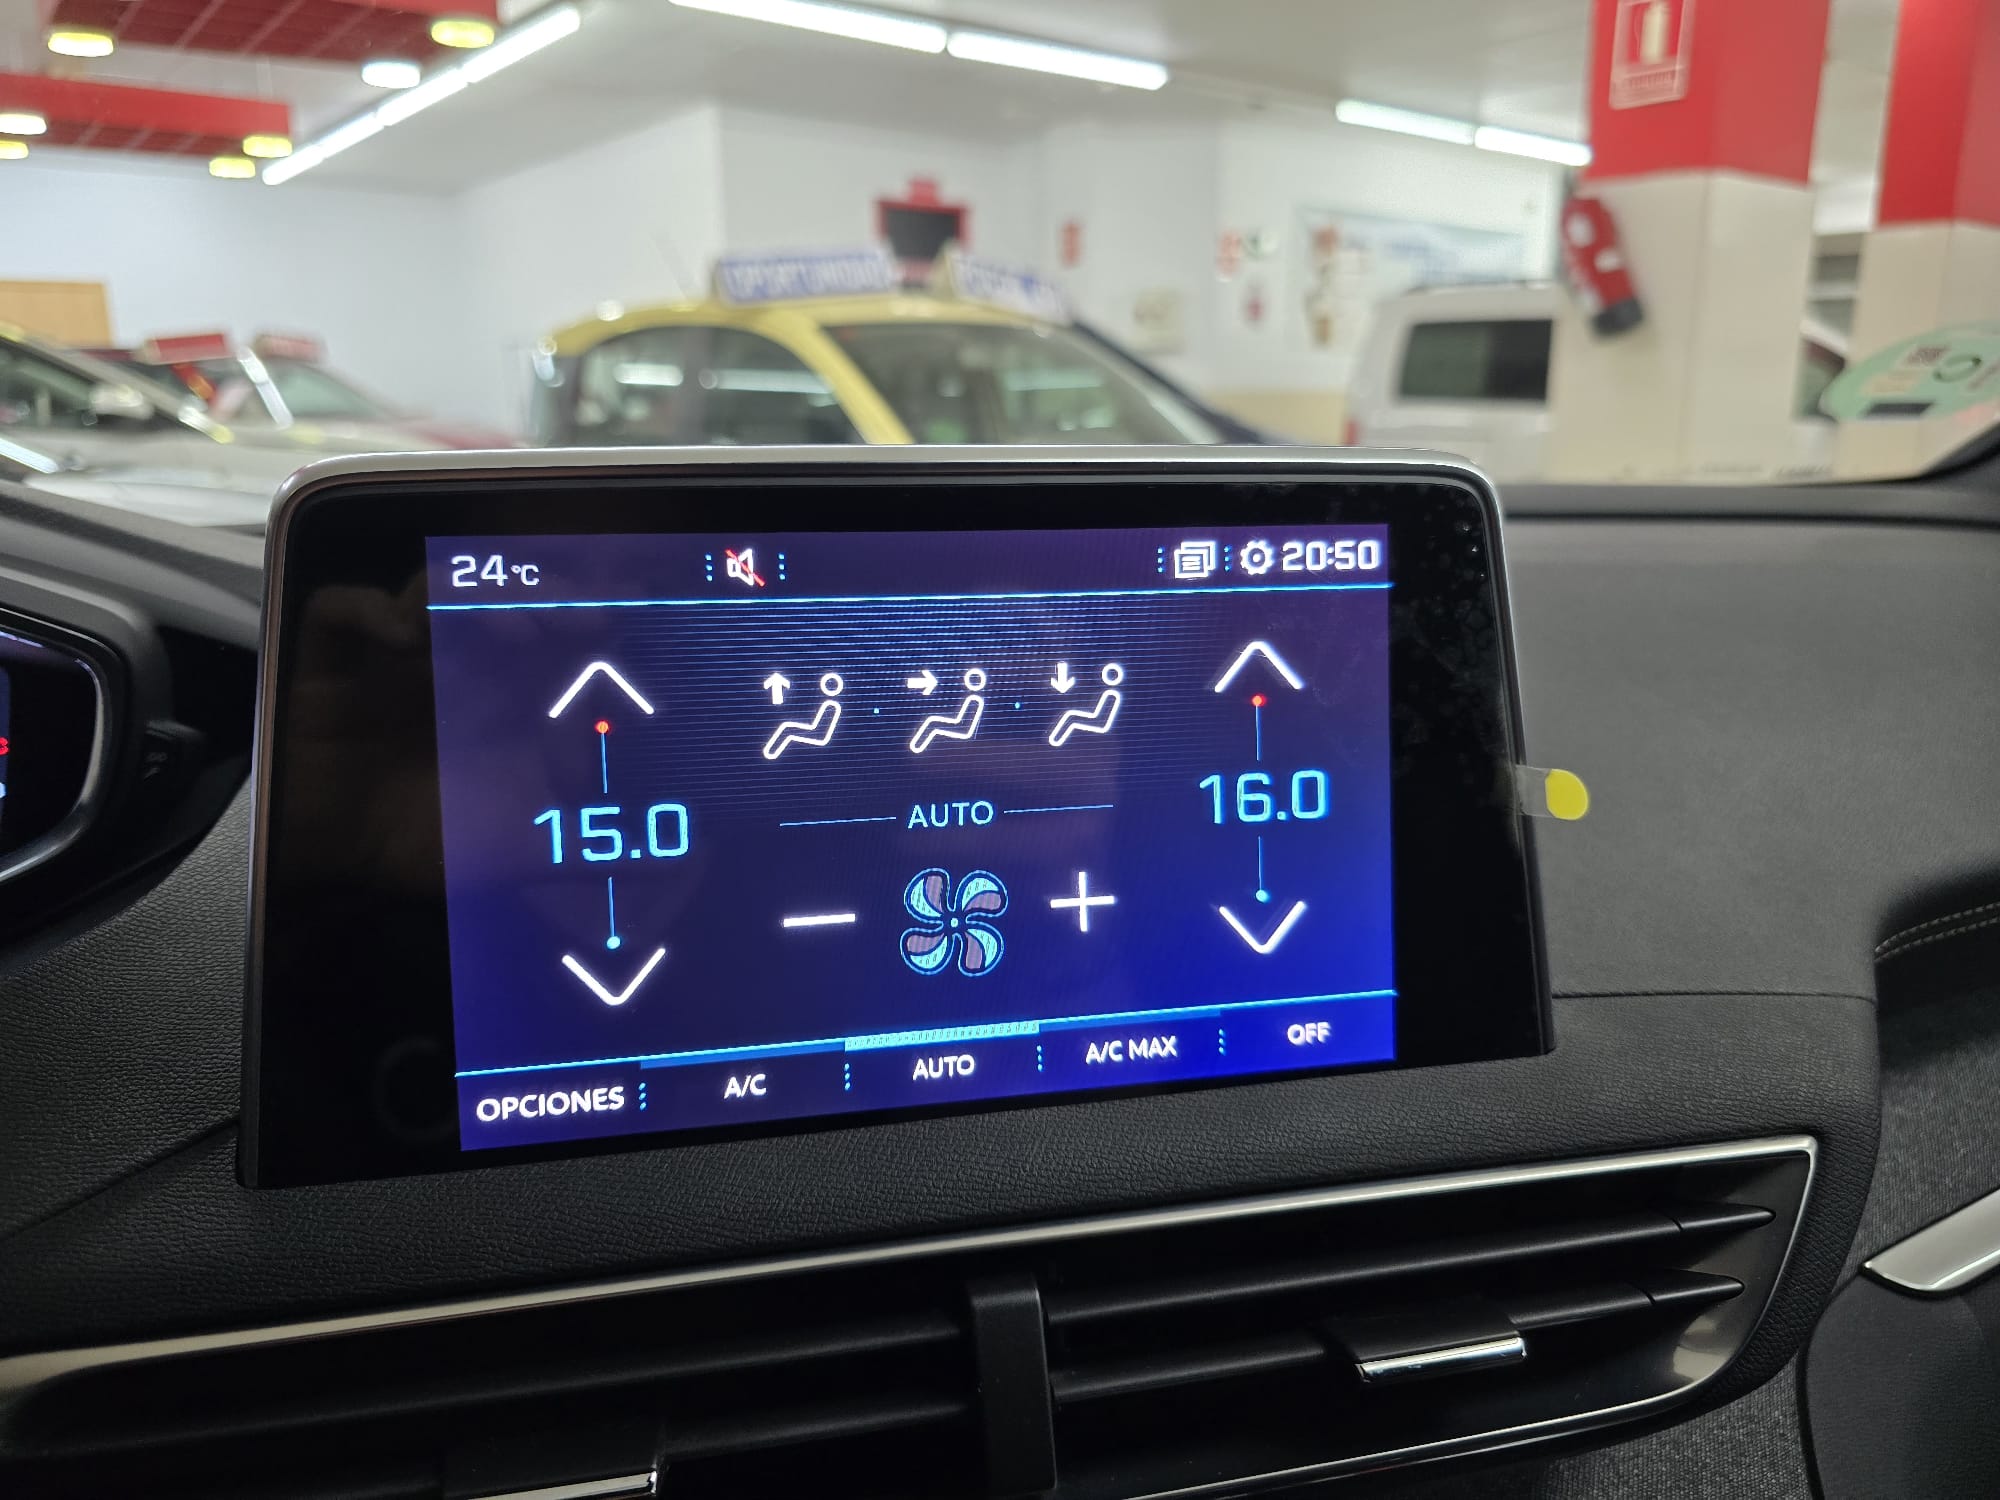 24°C
20:50
15.0
16.0
AUTO
OPCIONES
A/C
AUTO
A/C MAX
OFF